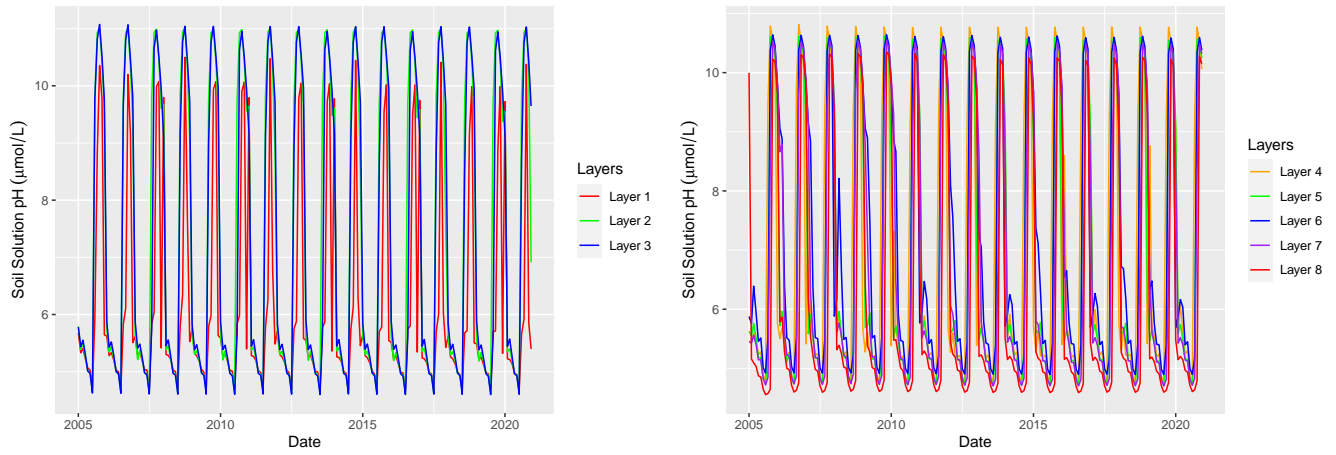 Soil Solution pH (μmol/L)
10
8
6
2005
2010
2015
2020
Date
Layers
Layer 1
Layer 2
Layer 3
Soil Solution pH (μmol/L)
10
8
6
2005
2010
2015
2020
Date
Layers
Layer 4
Layer 5
Layer 6
Layer 7
Layer 8